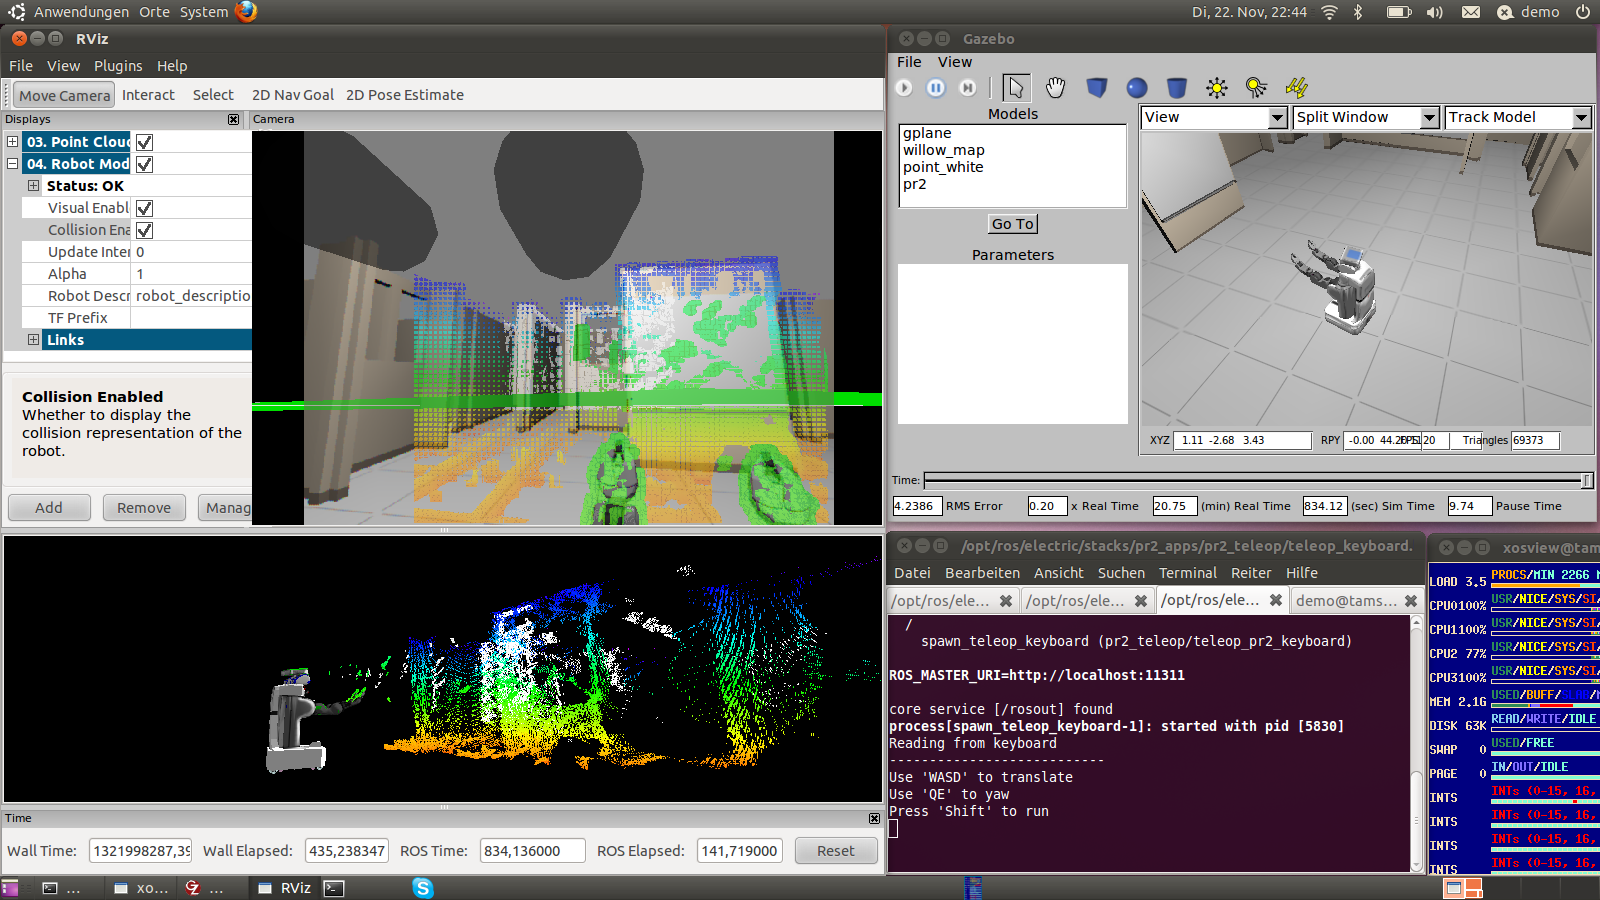 Anwendungen Orte System
Di, 22. Nov, 22:44
demo
RViz
File View Plugins Help
Move Camera Interact Select 2D Nav Goal 2D Pose Estimate
Displays
Camera
03. Point Clou
04. Robot Mod
Status: OK
Visual Enabl
Collision Ena
Update Inter 0
Alpha 1
Robot Descr robot_descriptio
TF Prefix
Links
Collision Enabled
Whether to display the
collision representation of the
robot.
Add Remove Manag
Time
Wall Time: 1321998287,39 Wall Elapsed: 435,238347 ROS Time: 834,136000 ROS Elapsed: 141,719000 Reset
Gazebo
File View
Models
gplane
willow_map
point_white
pr2
Go To
Parameters
View Split Window Track Model
XYZ 1.11 -2.68 3.43 RPY -0.00 44.20 Triangles 69373
Time:
4.2386 RMS Error 0.20 x Real Time 20.75 (min) Real Time 834.12 (sec) Sim Time 9.74 Pause Time
/opt/ros/electric/stacks/pr2_apps/pr2_teleop/teleop_keyboard.
Datei Bearbeiten Ansicht Suchen Terminal Reiter Hilfe
/opt/ros/ele... /opt/ros/ele... /opt/ros/ele... demo@tams...
/
spawn_teleop_keyboard (pr2_teleop/teleop_pr2_keyboard)
ROS_MASTER_URI=http://localhost:11311
core service [/rosout] found
process[spawn_teleop_keyboard-1]: started with pid [5830]
Reading from keyboard
---------------------------
Use 'WASD' to translate
Use 'QE' to yaw
Press 'Shift' to run
xosview@tam
LOAD 3.5 PROCS/MIN 2266 M
CPU0100% USR/NICE/SYS/SI
CPU1100% USR/NICE/SYS/SI
CPU2 77% USR/NICE/SYS/SI
CPU3100% USR/NICE/SYS/SI
MEM 2.1G USED/BUFF/SLAB/M
DISK 63K READ/WRITE/IDLE
SWAP 0 USED/FREE
PAGE 0 IN/OUT/IDLE
INTS INTs (0-15, 16,
INTS INTs (0-15, 16,
INTS INTs (0-15, 16,
INTS INTs (0-15, 16,
... xo... ... RViz